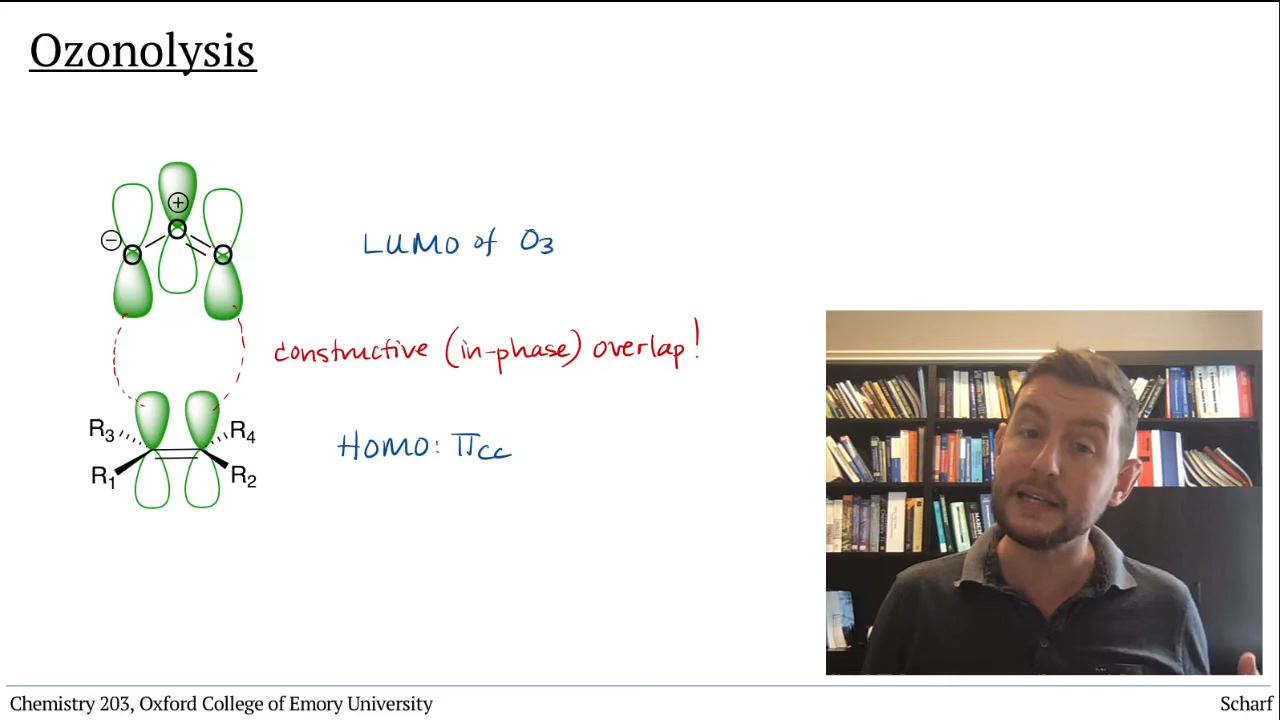 Ozonolysis
⊕
⊖ O O O
LUMO of O3
constructive (in-phase) overlap!
R3 R4
HOMO: πcc
R1 R2
Chemistry 203, Oxford College of Emory University
Scharf